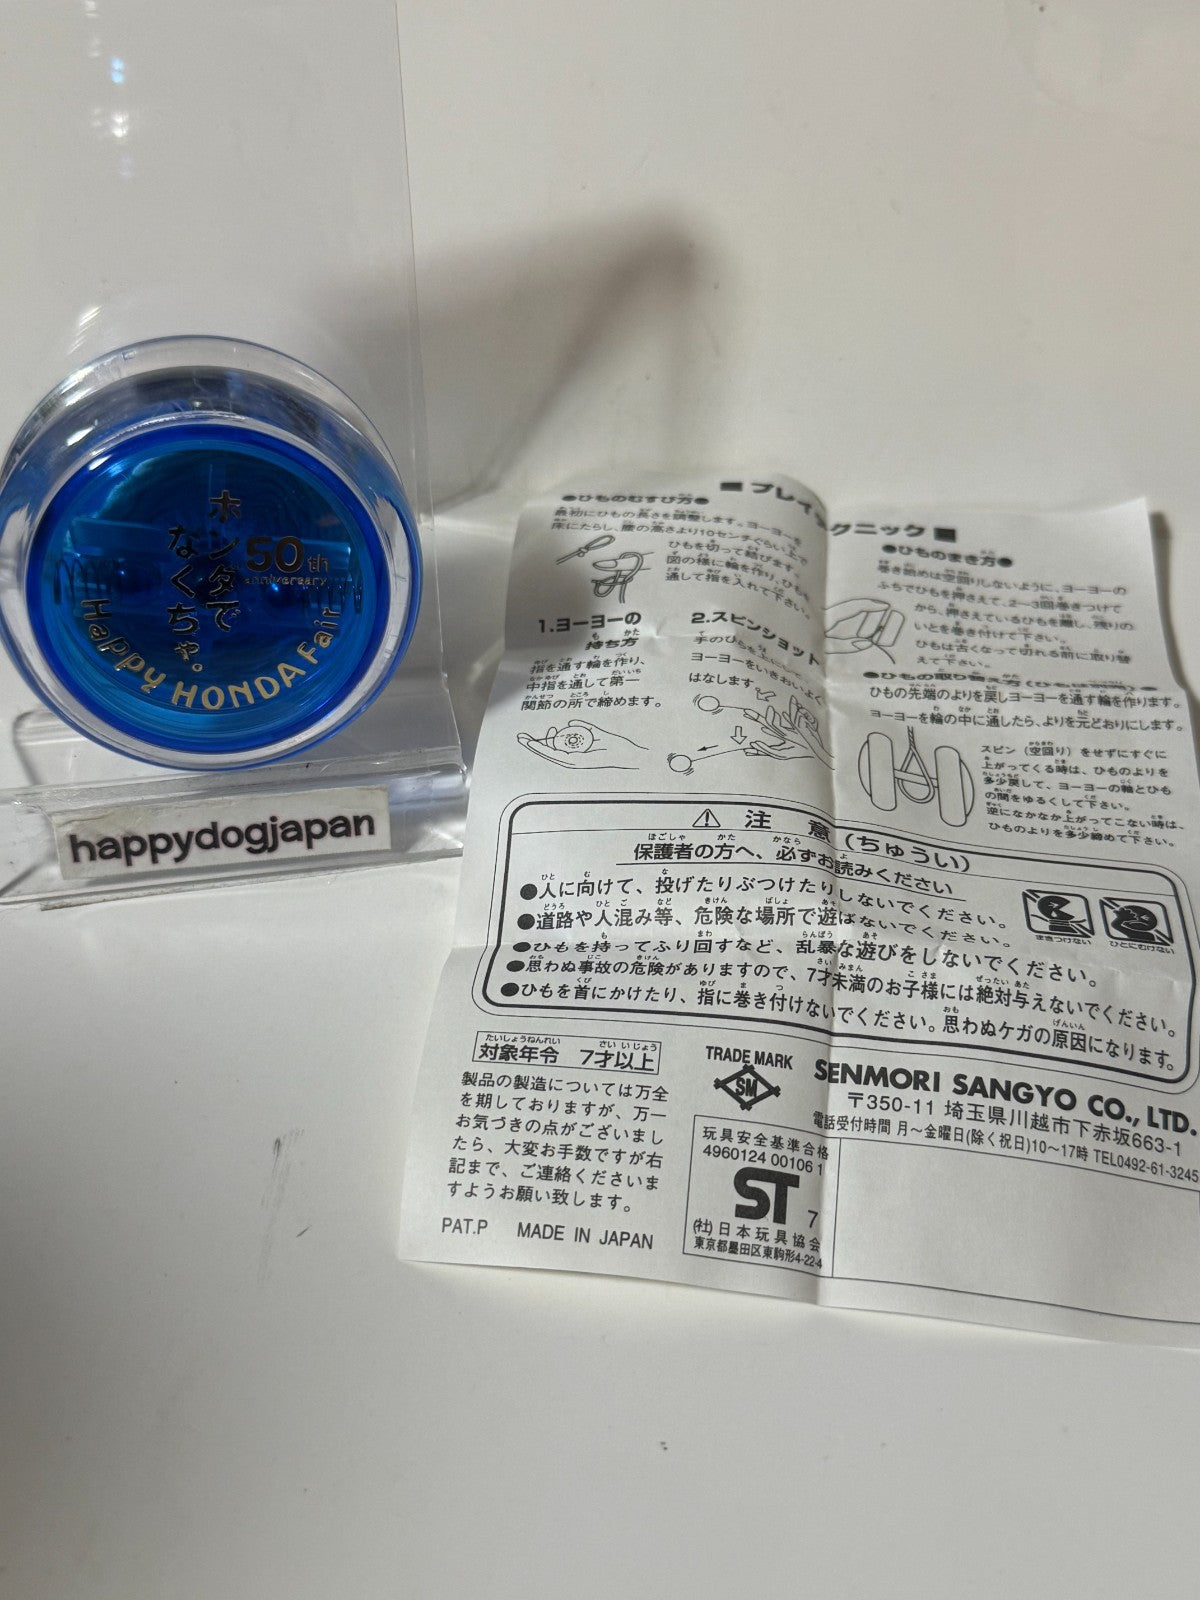 ホンダで
なくちゃ。
50th
anniversary
Happy HONDA Fair
happydogjapan
●ひものむすび方●
最初にひもの長さを調整します。ヨーヨーを
床にたらし、腰の高さより10センチぐらい上で
ひもを切って結びます。
図の様に輪を作り、ひもを
通して指を入れて下さい。
1.ヨーヨーの
持ち方
指を通す輪を作り、
中指を通して第一
関節の所で締めます。
2.スピンショット
ヨーヨーをいきおいよく
はなします
●ひものまき方●
巻き始めは空回りしないように、ヨーヨーの
ふちでひもを押さえて、2〜3回巻きつけて
から、押さえているひもを離し、残りの
いとを巻き付けて下さい。
ひもは古くなって切れる前に取り替
えて下さい。
ひもの先端のよりを戻しヨーヨーを通す輪を作ります。
ヨーヨーを輪の中に通したら、よりを元どおりにします。
スピン（空回り）をせずにすぐに
上がってくる時は、ひものよりを
多少戻して、ヨーヨーの軸とひも
の間をゆるくして下さい。
逆になかなか上がってこない時は、
ひものよりを多少締めて下さい。
注意（ちゅうい）
保護者の方へ、必ずお読みください
●人に向けて、投げたりぶつけたりしないでください。
●道路や人混み等、危険な場所で遊ばないでください。
●ひもを持ってふり回すなど、乱暴な遊びをしないでください。
●思わぬ事故の危険がありますので、7才未満のお子様には絶対与えないでください。
●ひもを首にかけたり、指に巻き付けないでください。思わぬケガの原因になります。
まきつけない
ひとにむけない
対象年令 7才以上
製品の製造については万全
を期しておりますが、万一
お気づきの点がございまし
たら、大変お手数ですが右
記まで、ご連絡くださいま
すようお願い致します。
PAT.P MADE IN JAPAN
TRADE MARK
SM
SENMORI SANGYO CO., LTD.
〒350-11 埼玉県川越市下赤坂663-1
電話受付時間 月〜金曜日(除く祝日)10〜17時 TEL0492-61-3245
玩具安全基準合格
4960124 00106 1
ST 7
(社)日本玩具協会
東京都墨田区東駒形4-22-4